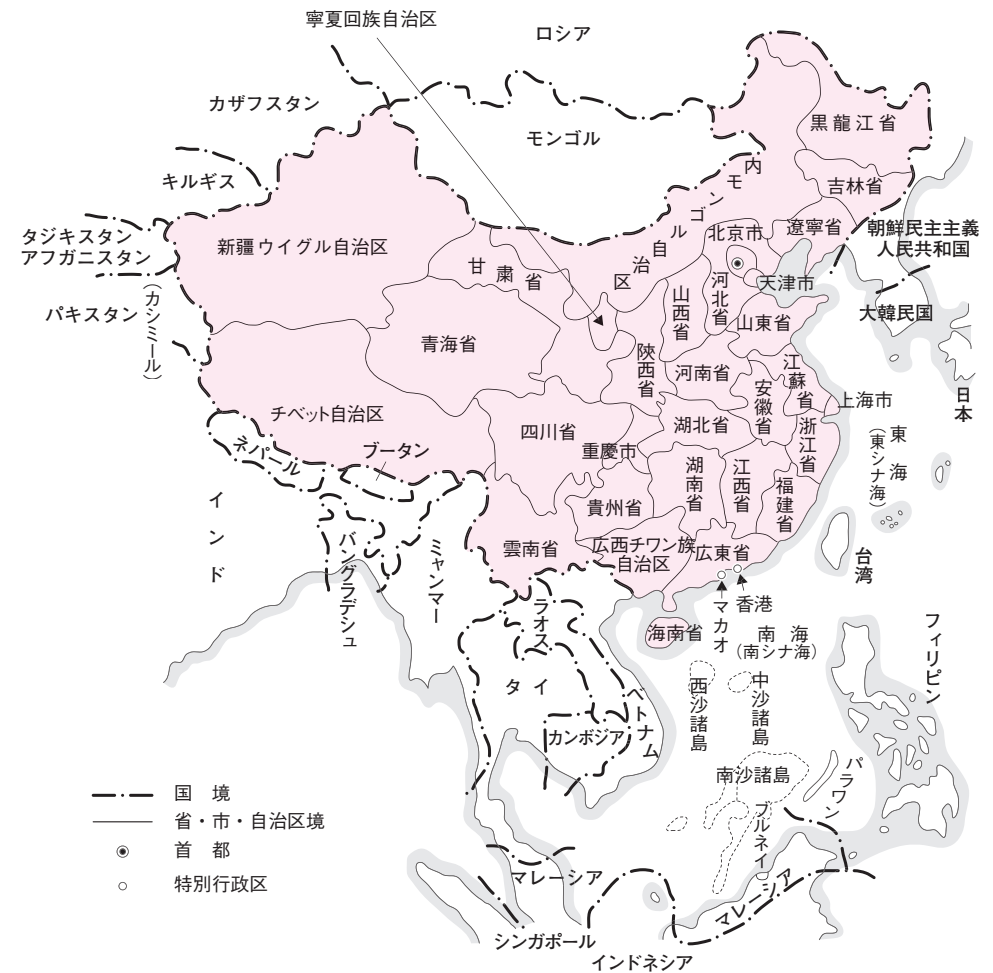 寧夏回族自治区
ロシア
カザフスタン
モンゴル
黒龍江省
内モンゴル自治区
キルギス
吉林省
タジキスタン
アフガニスタン
新疆ウイグル自治区
甘粛省
北京市
遼寧省
朝鮮民主主義
人民共和国
天津市
パキスタン
(カシミール)
青海省
山西省
河北省
山東省
大韓民国
陝西省
河南省
江蘇省
安徽省
上海市
日本
チベット自治区
四川省
重慶市
湖北省
浙江省
東海
(東シナ海)
ネパール
ブータン
湖南省
江西省
福建省
貴州省
インド
バングラデシュ
ミャンマー
雲南省
広西チワン族
自治区
広東省
台湾
ラオス
海南省
マカオ
香港
南海
(南シナ海)
フィリピン
タイ
ベトナム
西沙諸島
中沙諸島
カンボジア
南沙諸島
パラワン
ブルネイ
国境
省・市・自治区境
首都
特別行政区
マレーシア
マレーシア
シンガポール
インドネシア